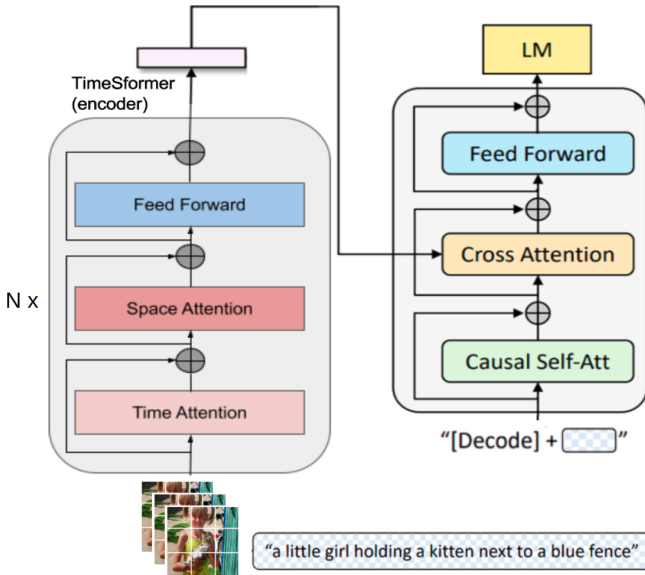 TimeSformer
(encoder)
Feed Forward
Space Attention
Time Attention
N x
LM
Feed Forward
Cross Attention
Causal Self-Att
“[Decode] + ”
“a little girl holding a kitten next to a blue fence”